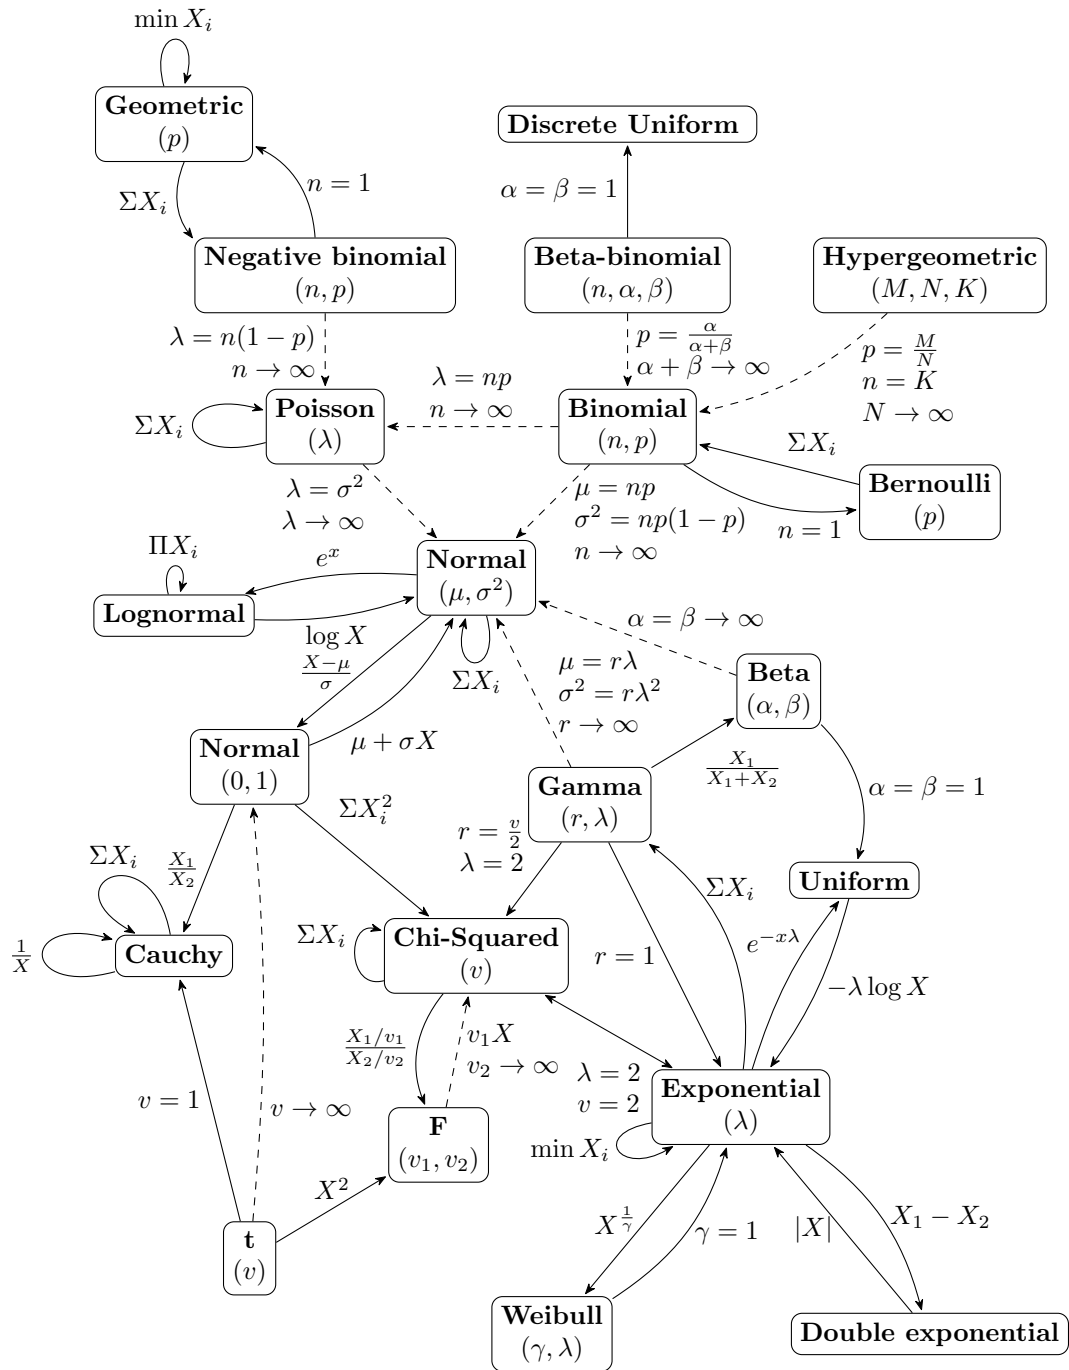 min X_i
Geometric
(p)
Discrete Uniform
ΣX_i
n = 1
α = β = 1
Negative binomial
(n, p)
Beta-binomial
(n, α, β)
Hypergeometric
(M, N, K)
λ = n(1 − p)
n → ∞
p = α/(α+β)
α + β → ∞
p = M/N
n = K
N → ∞
λ = np
n → ∞
Poisson
(λ)
ΣX_i
Binomial
(n, p)
ΣX_i
Bernoulli
(p)
n = 1
λ = σ²
λ → ∞
μ = np
σ² = np(1 − p)
n → ∞
ΠX_i
e^x
Normal
(μ, σ²)
Lognormal
log X
(X−μ)/σ
ΣX_i
α = β → ∞
μ = rλ
σ² = rλ²
r → ∞
Beta
(α, β)
Normal
(0, 1)
μ + σX
X_1/(X_1+X_2)
Gamma
(r, λ)
α = β = 1
ΣX_i²
r = v/2
λ = 2
ΣX_i
X_1/X_2
ΣX_i
Uniform
1/X
Cauchy
ΣX_i
Chi-Squared
(v)
r = 1
e^{−xλ}
−λ log X
(X_1/v_1)/(X_2/v_2)
v_1X
v_2 → ∞
λ = 2
v = 2
Exponential
(λ)
v = 1
v → ∞
F
(v_1, v_2)
min X_i
X²
t
(v)
X^{1/γ}
γ = 1
|X|
X_1 − X_2
Weibull
(γ, λ)
Double exponential